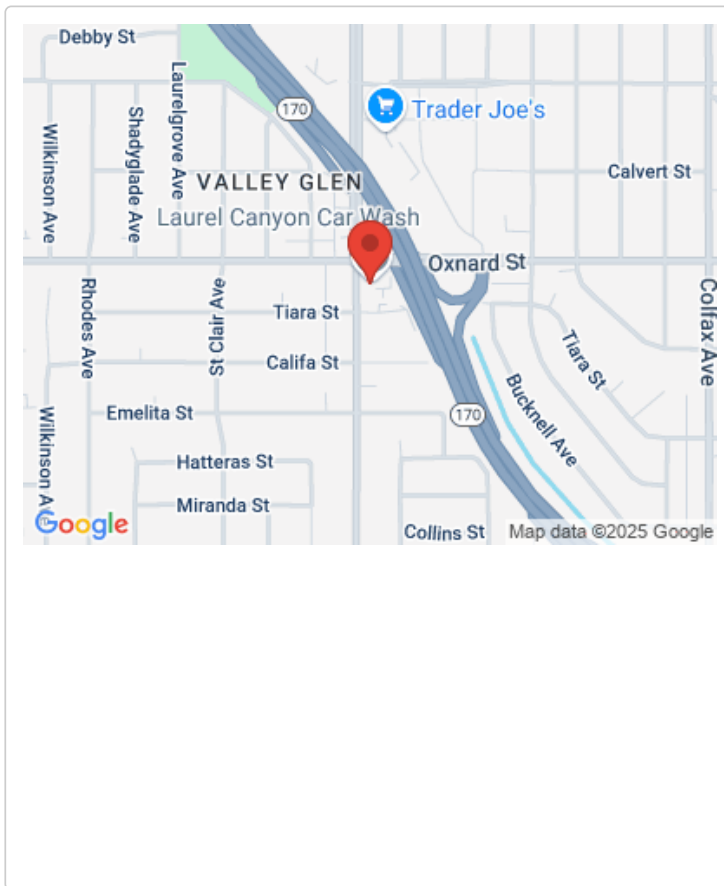 Debby St
Laurelgrove Ave
170
Trader Joe's
Wilkinson Ave
Shadyglade Ave
Calvert St
VALLEY GLEN
Laurel Canyon Car Wash
Oxnard St
Rhodes Ave
St Clair Ave
Tiara St
Colfax Ave
Tiara St
Califa St
Bucknell Ave
Emelita St
170
Wilkinson Av
Hatteras St
Miranda St
Google
Collins St
Map data ©2025 Google